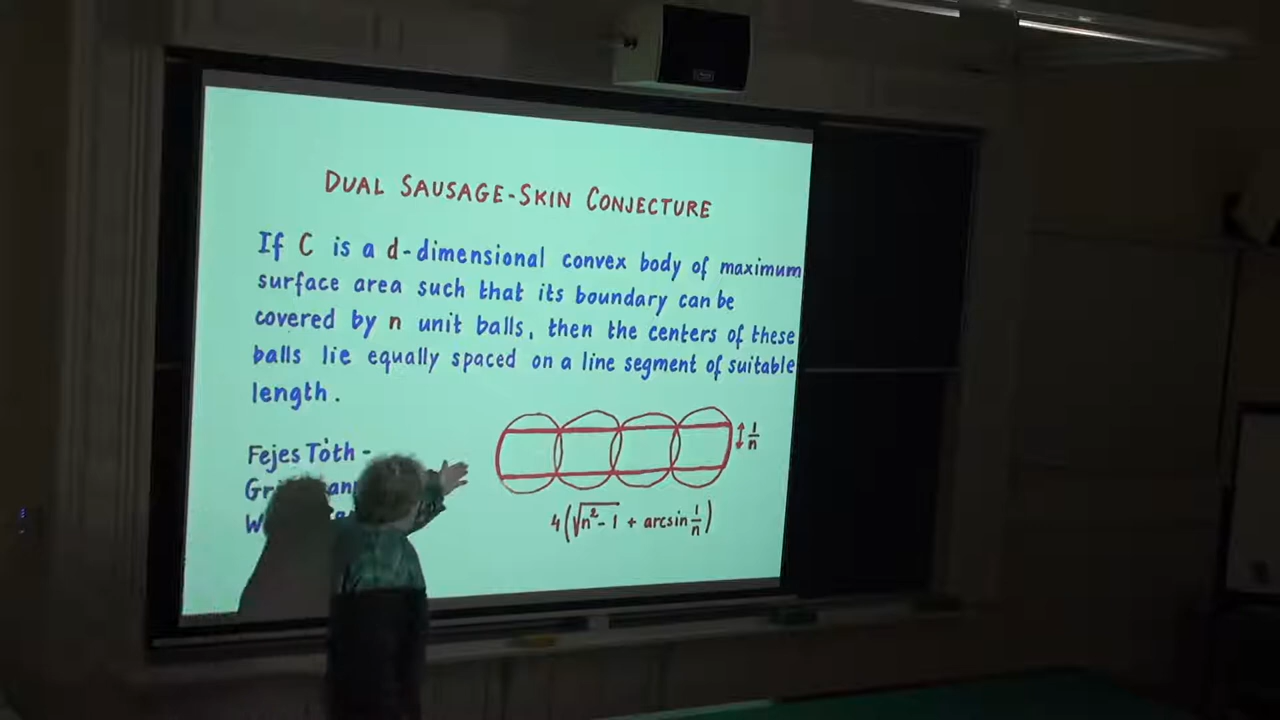 DUAL SAUSAGE-SKIN CONJECTURE
If C is a d-dimensional convex body of maximum
surface area such that its boundary can be
covered by n unit balls, then the centers of these
balls lie equally spaced on a line segment of suitable
length.
Fejes Tóth -
1/n
4(√n²-1 + arcsin 1/n)